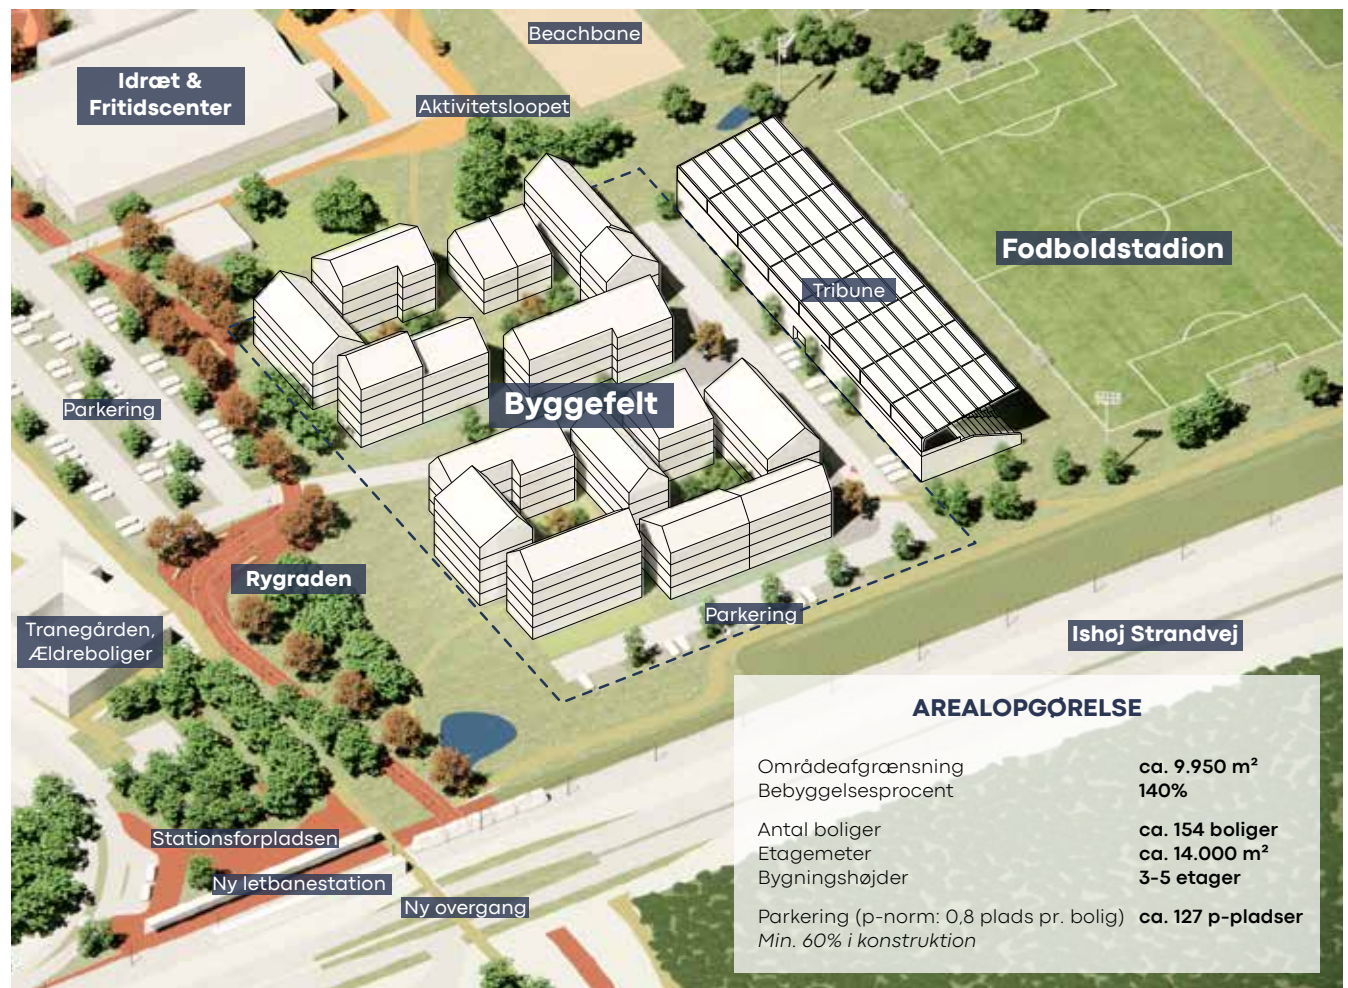 Beachbane
Idræt &
Fritidscenter
Aktivitetsloopet
Fodboldstadion
Tribune
Byggefelt
Parkering
Rygraden
Parkering
Tranegården,
Ældreboliger
Ishøj Strandvej
Stationsforpladsen
Ny letbanestation
Ny overgang
AREALOPGØRELSE
Områdeafgrænsning ca. 9.950 m²
Bebyggelsesprocent 140%
Antal boliger ca. 154 boliger
Etagemeter ca. 14.000 m²
Bygningshøjder 3-5 etager
Parkering (p-norm: 0,8 plads pr. bolig) ca. 127 p-pladser
Min. 60% i konstruktion